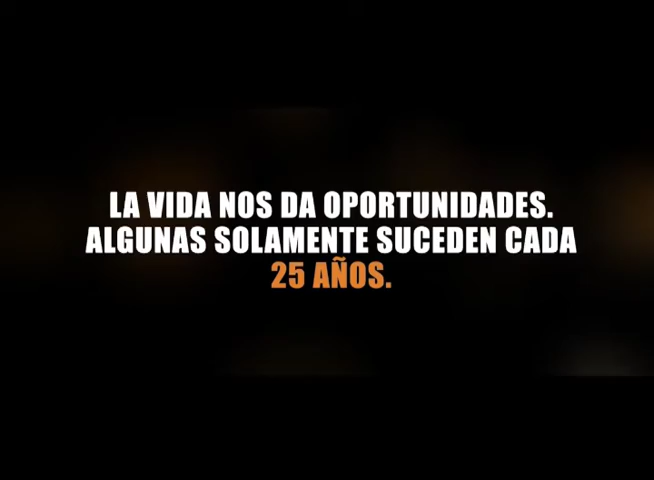 LA VIDA NOS DA OPORTUNIDADES.
ALGUNAS SOLAMENTE SUCEDEN CADA
25 AÑOS.